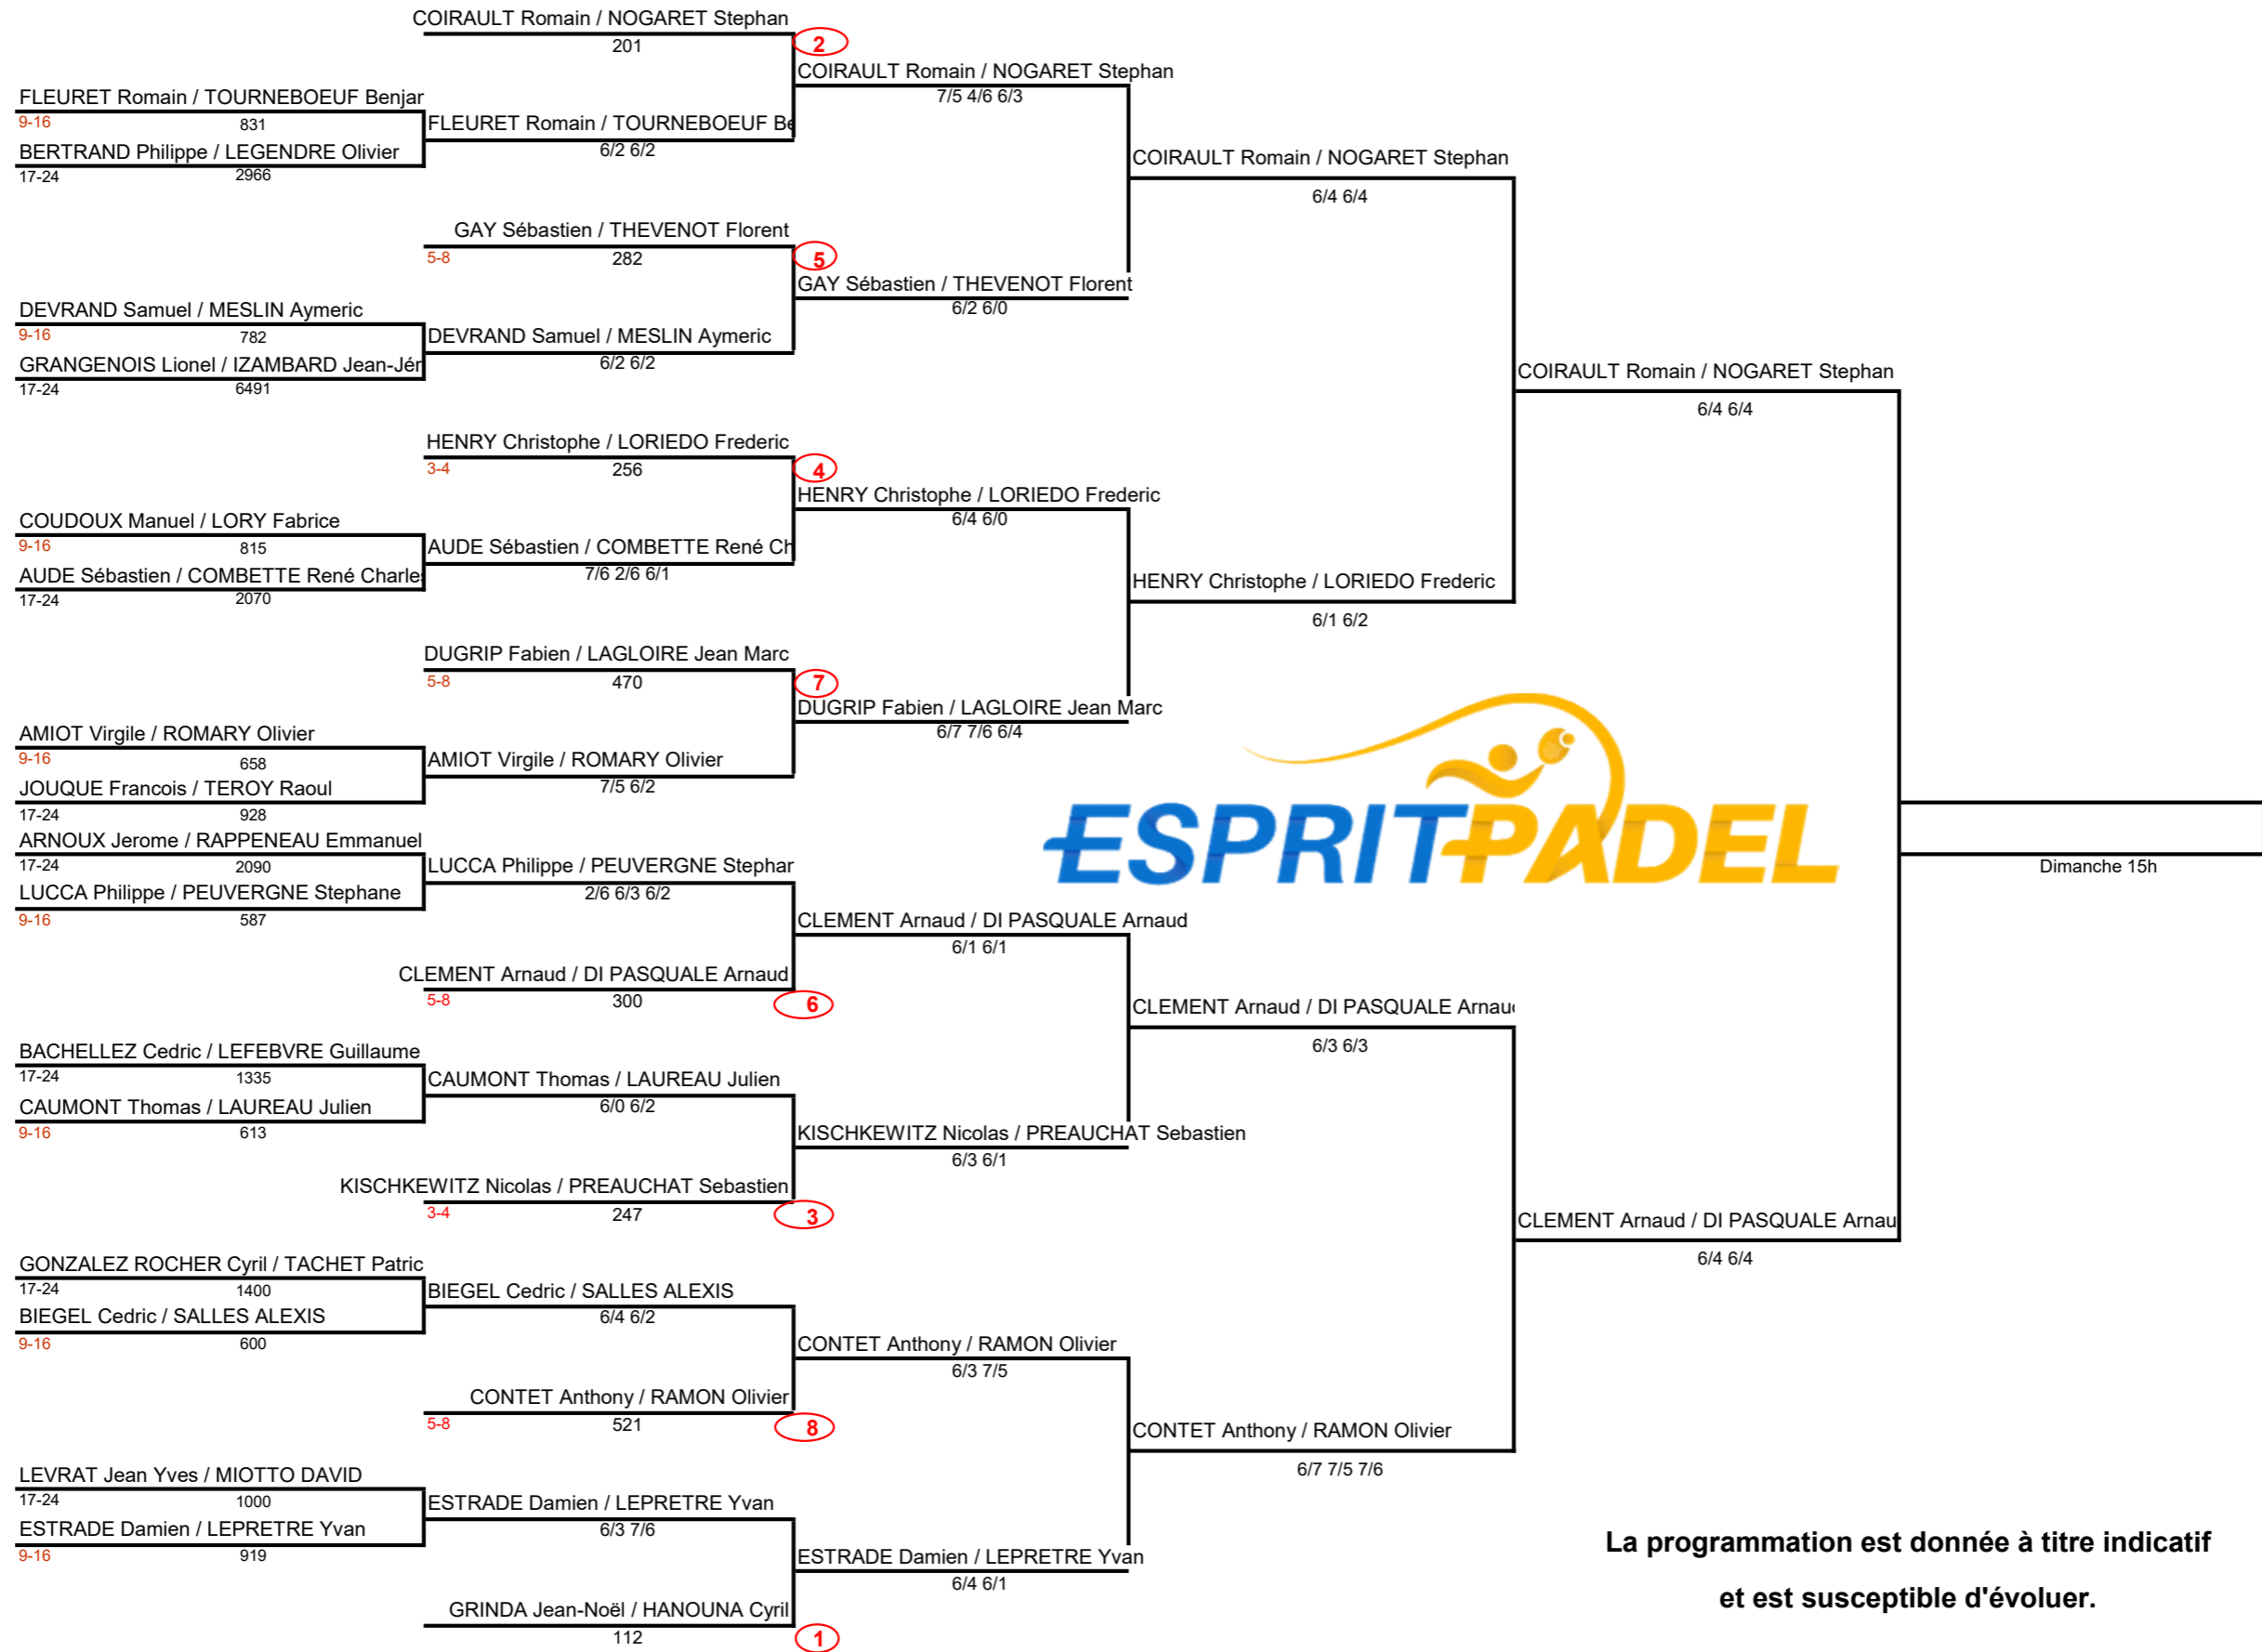 COIRAULT Romain / NOGARET Stephan
201
2
COIRAULT Romain / NOGARET Stephan
7/5 4/6 6/3
FLEURET Romain / TOURNEBOEUF Benjar
9-16 831
FLEURET Romain / TOURNEBOEUF Be
6/2 6/2
BERTRAND Philippe / LEGENDRE Olivier
17-24 2966
COIRAULT Romain / NOGARET Stephan
6/4 6/4
GAY Sébastien / THEVENOT Florent
5-8 282
5
GAY Sébastien / THEVENOT Florent
6/2 6/0
DEVRAND Samuel / MESLIN Aymeric
9-16 782
DEVRAND Samuel / MESLIN Aymeric
6/2 6/2
GRANGENOIS Lionel / IZAMBARD Jean-Jér
17-24 6491
COIRAULT Romain / NOGARET Stephan
6/4 6/4
HENRY Christophe / LORIEDO Frederic
3-4 256
4
HENRY Christophe / LORIEDO Frederic
6/4 6/0
COUDOUX Manuel / LORY Fabrice
9-16 815
AUDE Sébastien / COMBETTE René Ch
7/6 2/6 6/1
AUDE Sébastien / COMBETTE René Charles
17-24 2070
HENRY Christophe / LORIEDO Frederic
6/1 6/2
DUGRIP Fabien / LAGLOIRE Jean Marc
5-8 470
7
DUGRIP Fabien / LAGLOIRE Jean Marc
6/7 7/6 6/4
AMIOT Virgile / ROMARY Olivier
9-16 658
AMIOT Virgile / ROMARY Olivier
7/5 6/2
JOUQUE Francois / TEROY Raoul
17-24 928
ESPRITPADEL
Dimanche 15h
ARNOUX Jerome / RAPPENEAU Emmanuel
17-24 2090
LUCCA Philippe / PEUVERGNE Stephar
2/6 6/3 6/2
LUCCA Philippe / PEUVERGNE Stephane
9-16 587
CLEMENT Arnaud / DI PASQUALE Arnaud
6/1 6/1
CLEMENT Arnaud / DI PASQUALE Arnaud
5-8 300
6
CLEMENT Arnaud / DI PASQUALE Arnaud
6/3 6/3
BACHELLEZ Cedric / LEFEBVRE Guillaume
17-24 1335
CAUMONT Thomas / LAUREAU Julien
6/0 6/2
CAUMONT Thomas / LAUREAU Julien
9-16 613
KISCHKEWITZ Nicolas / PREAUCHAT Sebastien
6/3 6/1
KISCHKEWITZ Nicolas / PREAUCHAT Sebastien
3-4 247
3
CLEMENT Arnaud / DI PASQUALE Arnau
6/4 6/4
GONZALEZ ROCHER Cyril / TACHET Patric
17-24 1400
BIEGEL Cedric / SALLES ALEXIS
6/4 6/2
BIEGEL Cedric / SALLES ALEXIS
9-16 600
CONTET Anthony / RAMON Olivier
6/3 7/5
CONTET Anthony / RAMON Olivier
5-8 521
8
CONTET Anthony / RAMON Olivier
6/7 7/5 7/6
LEVRAT Jean Yves / MIOTTO DAVID
17-24 1000
ESTRADE Damien / LEPRETRE Yvan
6/3 7/6
ESTRADE Damien / LEPRETRE Yvan
9-16 919
ESTRADE Damien / LEPRETRE Yvan
6/4 6/1
GRINDA Jean-Noël / HANOUNA Cyril
112
1
La programmation est donnée à titre indicatif
et est susceptible d'évoluer.